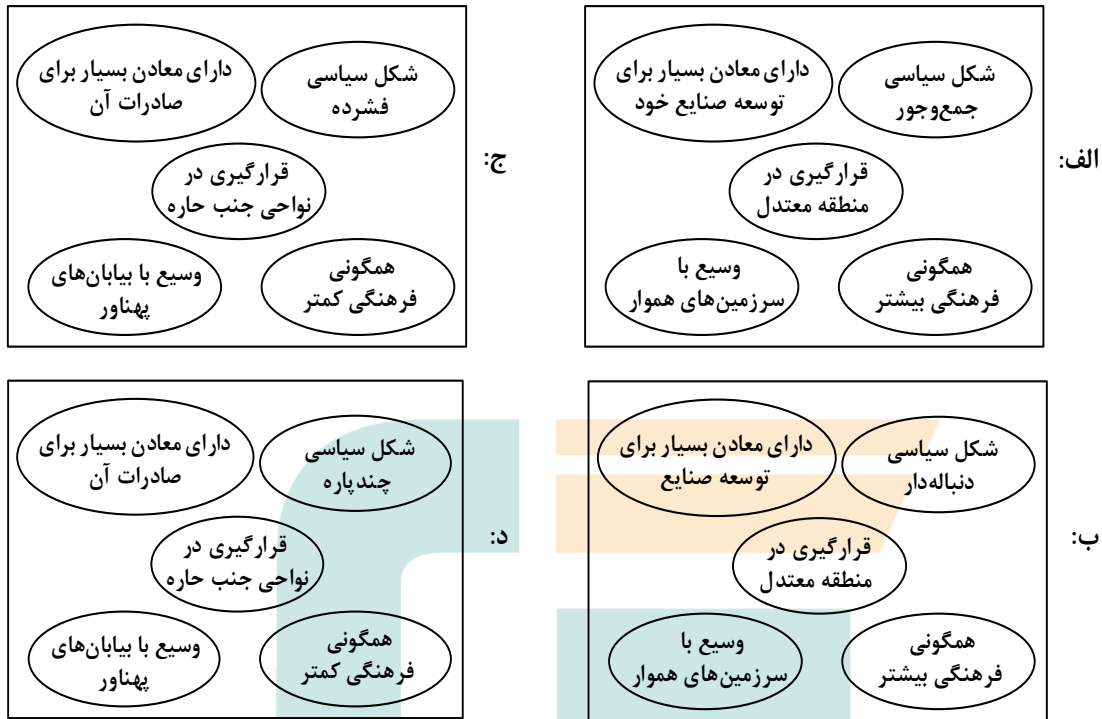 الف:
شکل سیاسی
جمع‌وجور
دارای معادن بسیار برای
توسعه صنایع خود
قرارگیری در
منطقه معتدل
همگونی
فرهنگی بیشتر
وسیع با
سرزمین‌های هموار
ج:
شکل سیاسی
فشرده
دارای معادن بسیار برای
صادرات آن
قرارگیری در
نواحی جنب حاره
همگونی
فرهنگی کمتر
وسیع با بیابان‌های
پهناور
ب:
شکل سیاسی
دنباله‌دار
دارای معادن بسیار برای
توسعه صنایع
قرارگیری در
منطقه معتدل
همگونی
فرهنگی بیشتر
وسیع با
سرزمین‌های هموار
د:
شکل سیاسی
چندپاره
دارای معادن بسیار برای
صادرات آن
قرارگیری در
نواحی جنب حاره
همگونی
فرهنگی کمتر
وسیع با بیابان‌های
پهناور